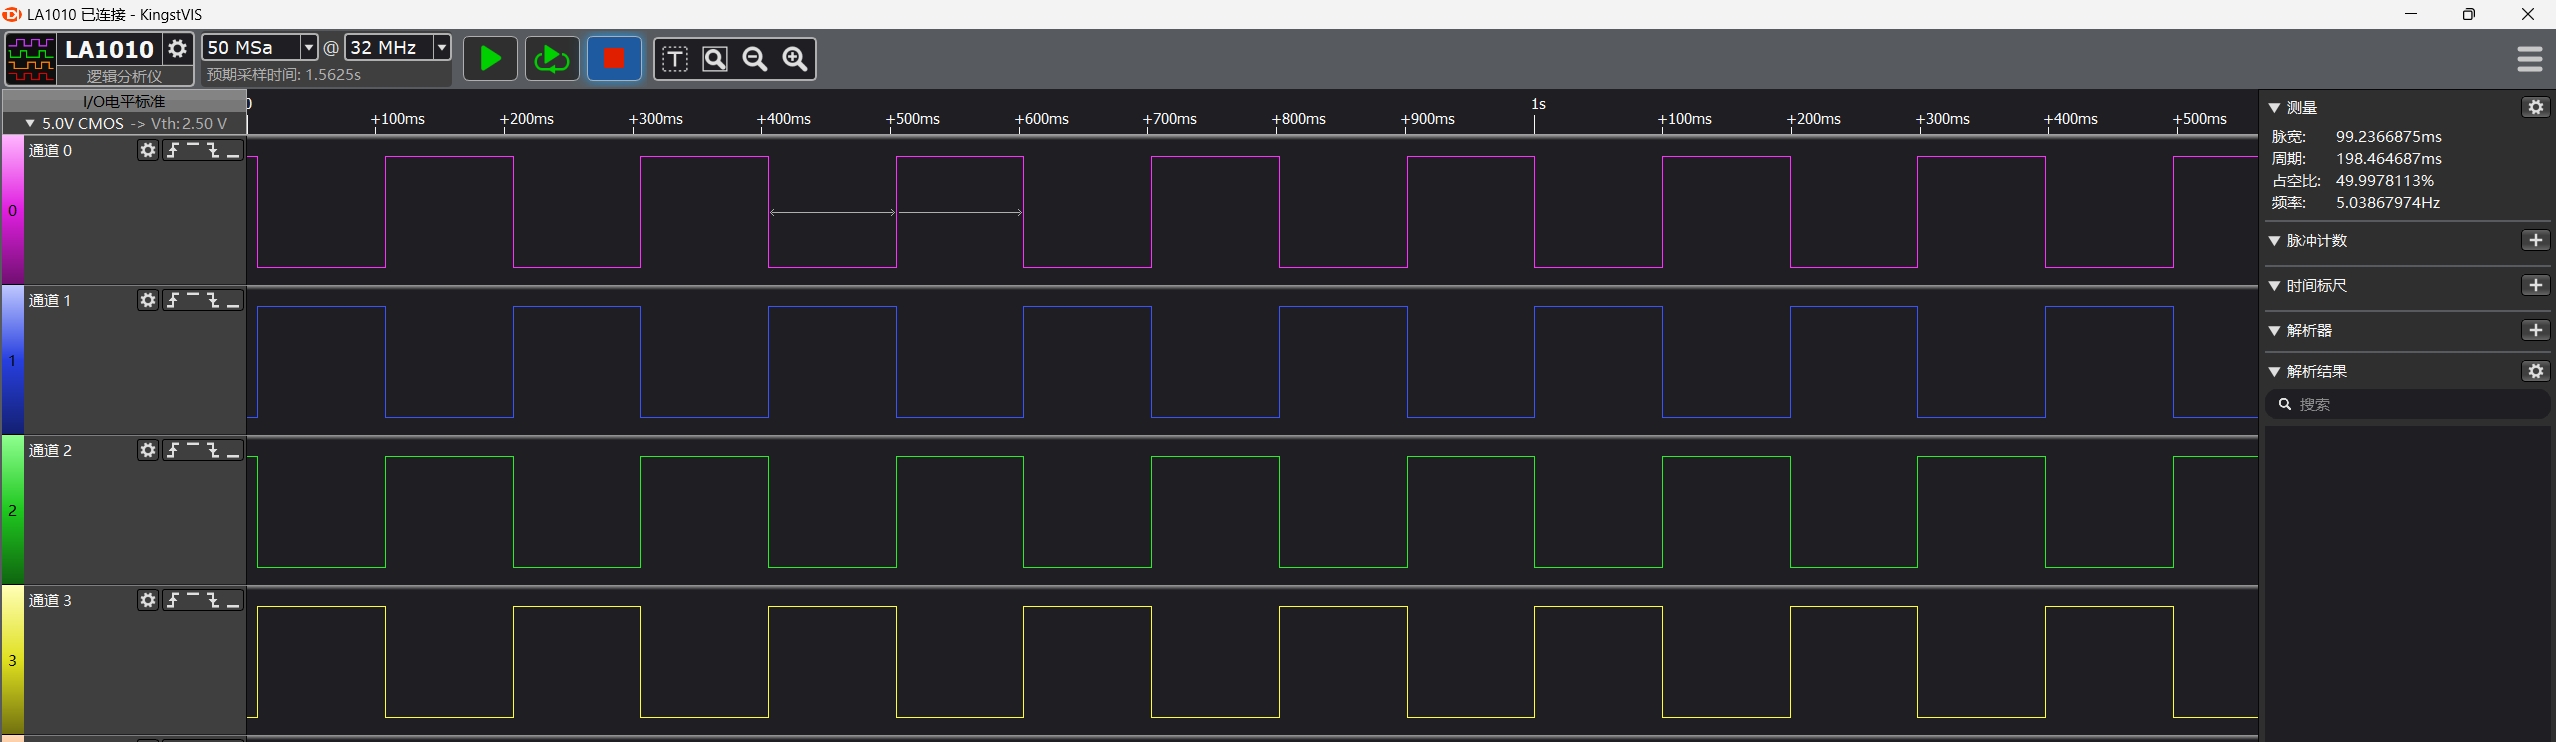 LA1010 已连接 - KingstVIS
LA1010
逻辑分析仪
50 MSa @ 32 MHz
预期采样时间: 1.5625s
I/O电平标准
5.0V CMOS -> Vth:2.50 V
0
1s
+100ms +200ms +300ms +400ms +500ms +600ms +700ms +800ms +900ms +100ms +200ms +300ms +400ms +500ms
通道 0
0
通道 1
1
通道 2
2
通道 3
3
测量
脉宽: 99.2366875ms
周期: 198.464687ms
占空比: 49.9978113%
频率: 5.03867974Hz
脉冲计数
时间标尺
解析器
解析结果
搜索